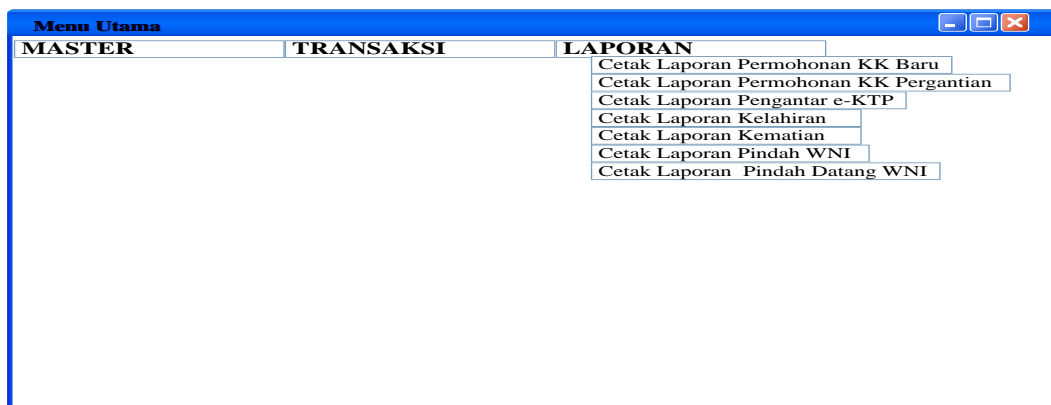 Menu Utama
MASTER TRANSAKSI LAPORAN
Cetak Laporan Permohonan KK Baru
Cetak Laporan Permohonan KK Pergantian
Cetak Laporan Pengantar e-KTP
Cetak Laporan Kelahiran
Cetak Laporan Kematian
Cetak Laporan Pindah WNI
Cetak Laporan  Pindah Datang WNI